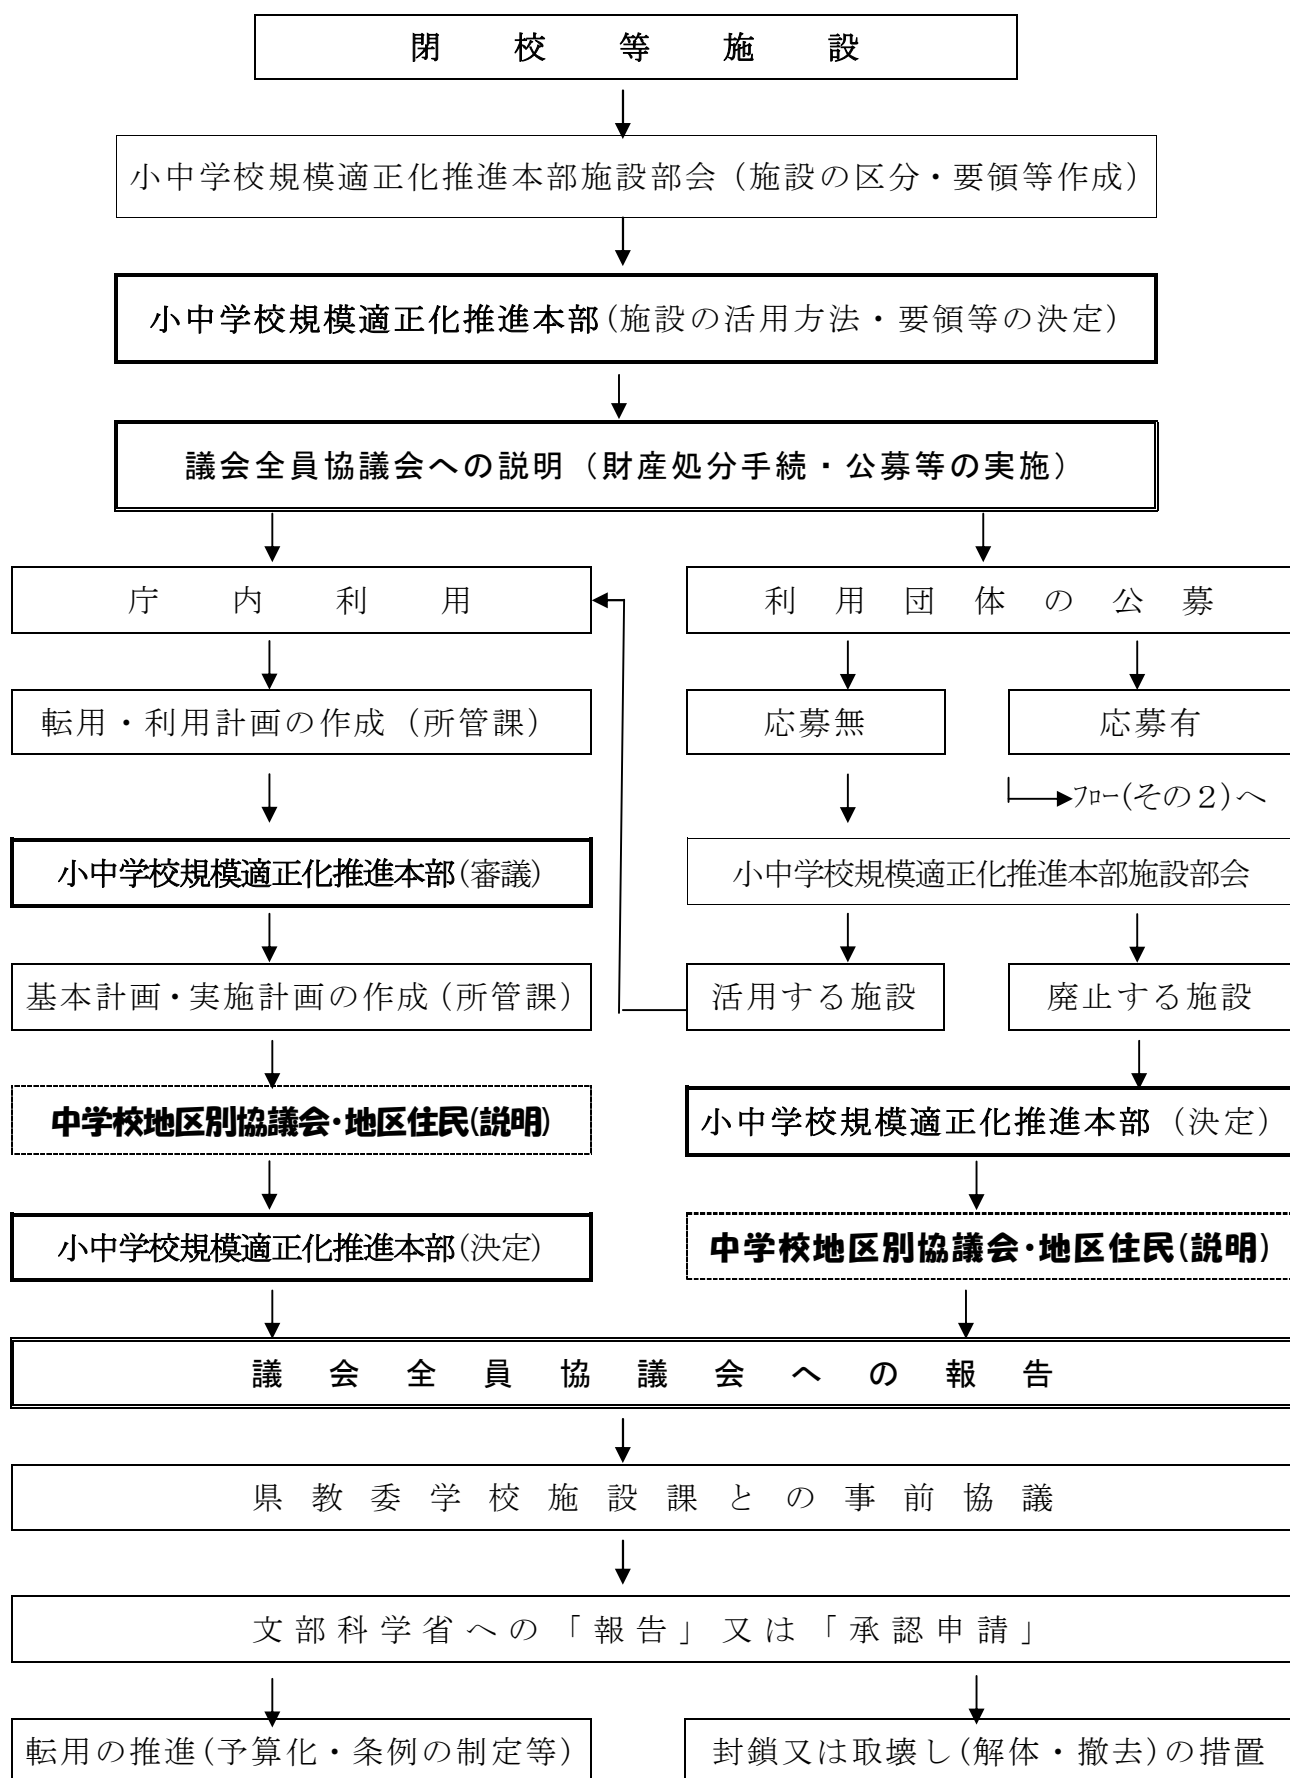 閉校等施設
小中学校規模適正化推進本部施設部会（施設の区分・要領等作成）
小中学校規模適正化推進本部(施設の活用方法・要領等の決定)
議会全員協議会への説明（財産処分手続・公募等の実施）
庁内利用
利用団体の公募
転用・利用計画の作成（所管課）
応募無
応募有
ﾌﾛｰ(その２)へ
小中学校規模適正化推進本部(審議)
小中学校規模適正化推進本部施設部会
基本計画・実施計画の作成(所管課)
活用する施設
廃止する施設
中学校地区別協議会・地区住民(説明)
小中学校規模適正化推進本部（決定）
小中学校規模適正化推進本部(決定)
中学校地区別協議会・地区住民(説明)
議会全員協議会への報告
県教委学校施設課との事前協議
文部科学省への「報告」又は「承認申請」
転用の推進(予算化・条例の制定等)
封鎖又は取壊し(解体・撤去)の措置